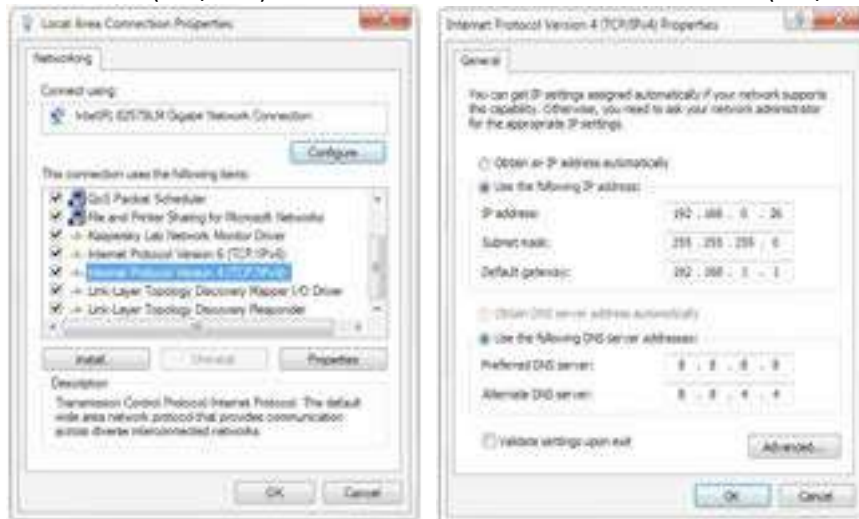 Local Area Connection Properties
Networking
Connect using:
Intel(R) 82579LM Gigabit Network Connection
Configure...
This connection uses the following items:
QoS Packet Scheduler
File and Printer Sharing for Microsoft Networks
Kaspersky Lab Network Monitor Driver
Internet Protocol Version 6 (TCP/IPv6)
Internet Protocol Version 4 (TCP/IPv4)
Link-Layer Topology Discovery Mapper I/O Driver
Link-Layer Topology Discovery Responder
Install...
Uninstall
Properties
Description
Transmission Control Protocol/Internet Protocol. The default
wide area network protocol that provides communication
across diverse interconnected networks.
OK
Cancel
Internet Protocol Version 4 (TCP/IPv4) Properties
General
You can get IP settings assigned automatically if your network supports
this capability. Otherwise, you need to ask your network administrator
for the appropriate IP settings.
Obtain an IP address automatically
Use the following IP address:
IP address:
Subnet mask: 255 . 255 . 255 . 0
Default gateway: 192 . 168 . 1 . 1
Obtain DNS server address automatically
Use the following DNS server addresses:
Preferred DNS server: 8 . 8 . 8 . 8
Alternate DNS server: 8 . 8 . 4 . 4
Validate settings upon exit
Advanced...
OK
Cancel